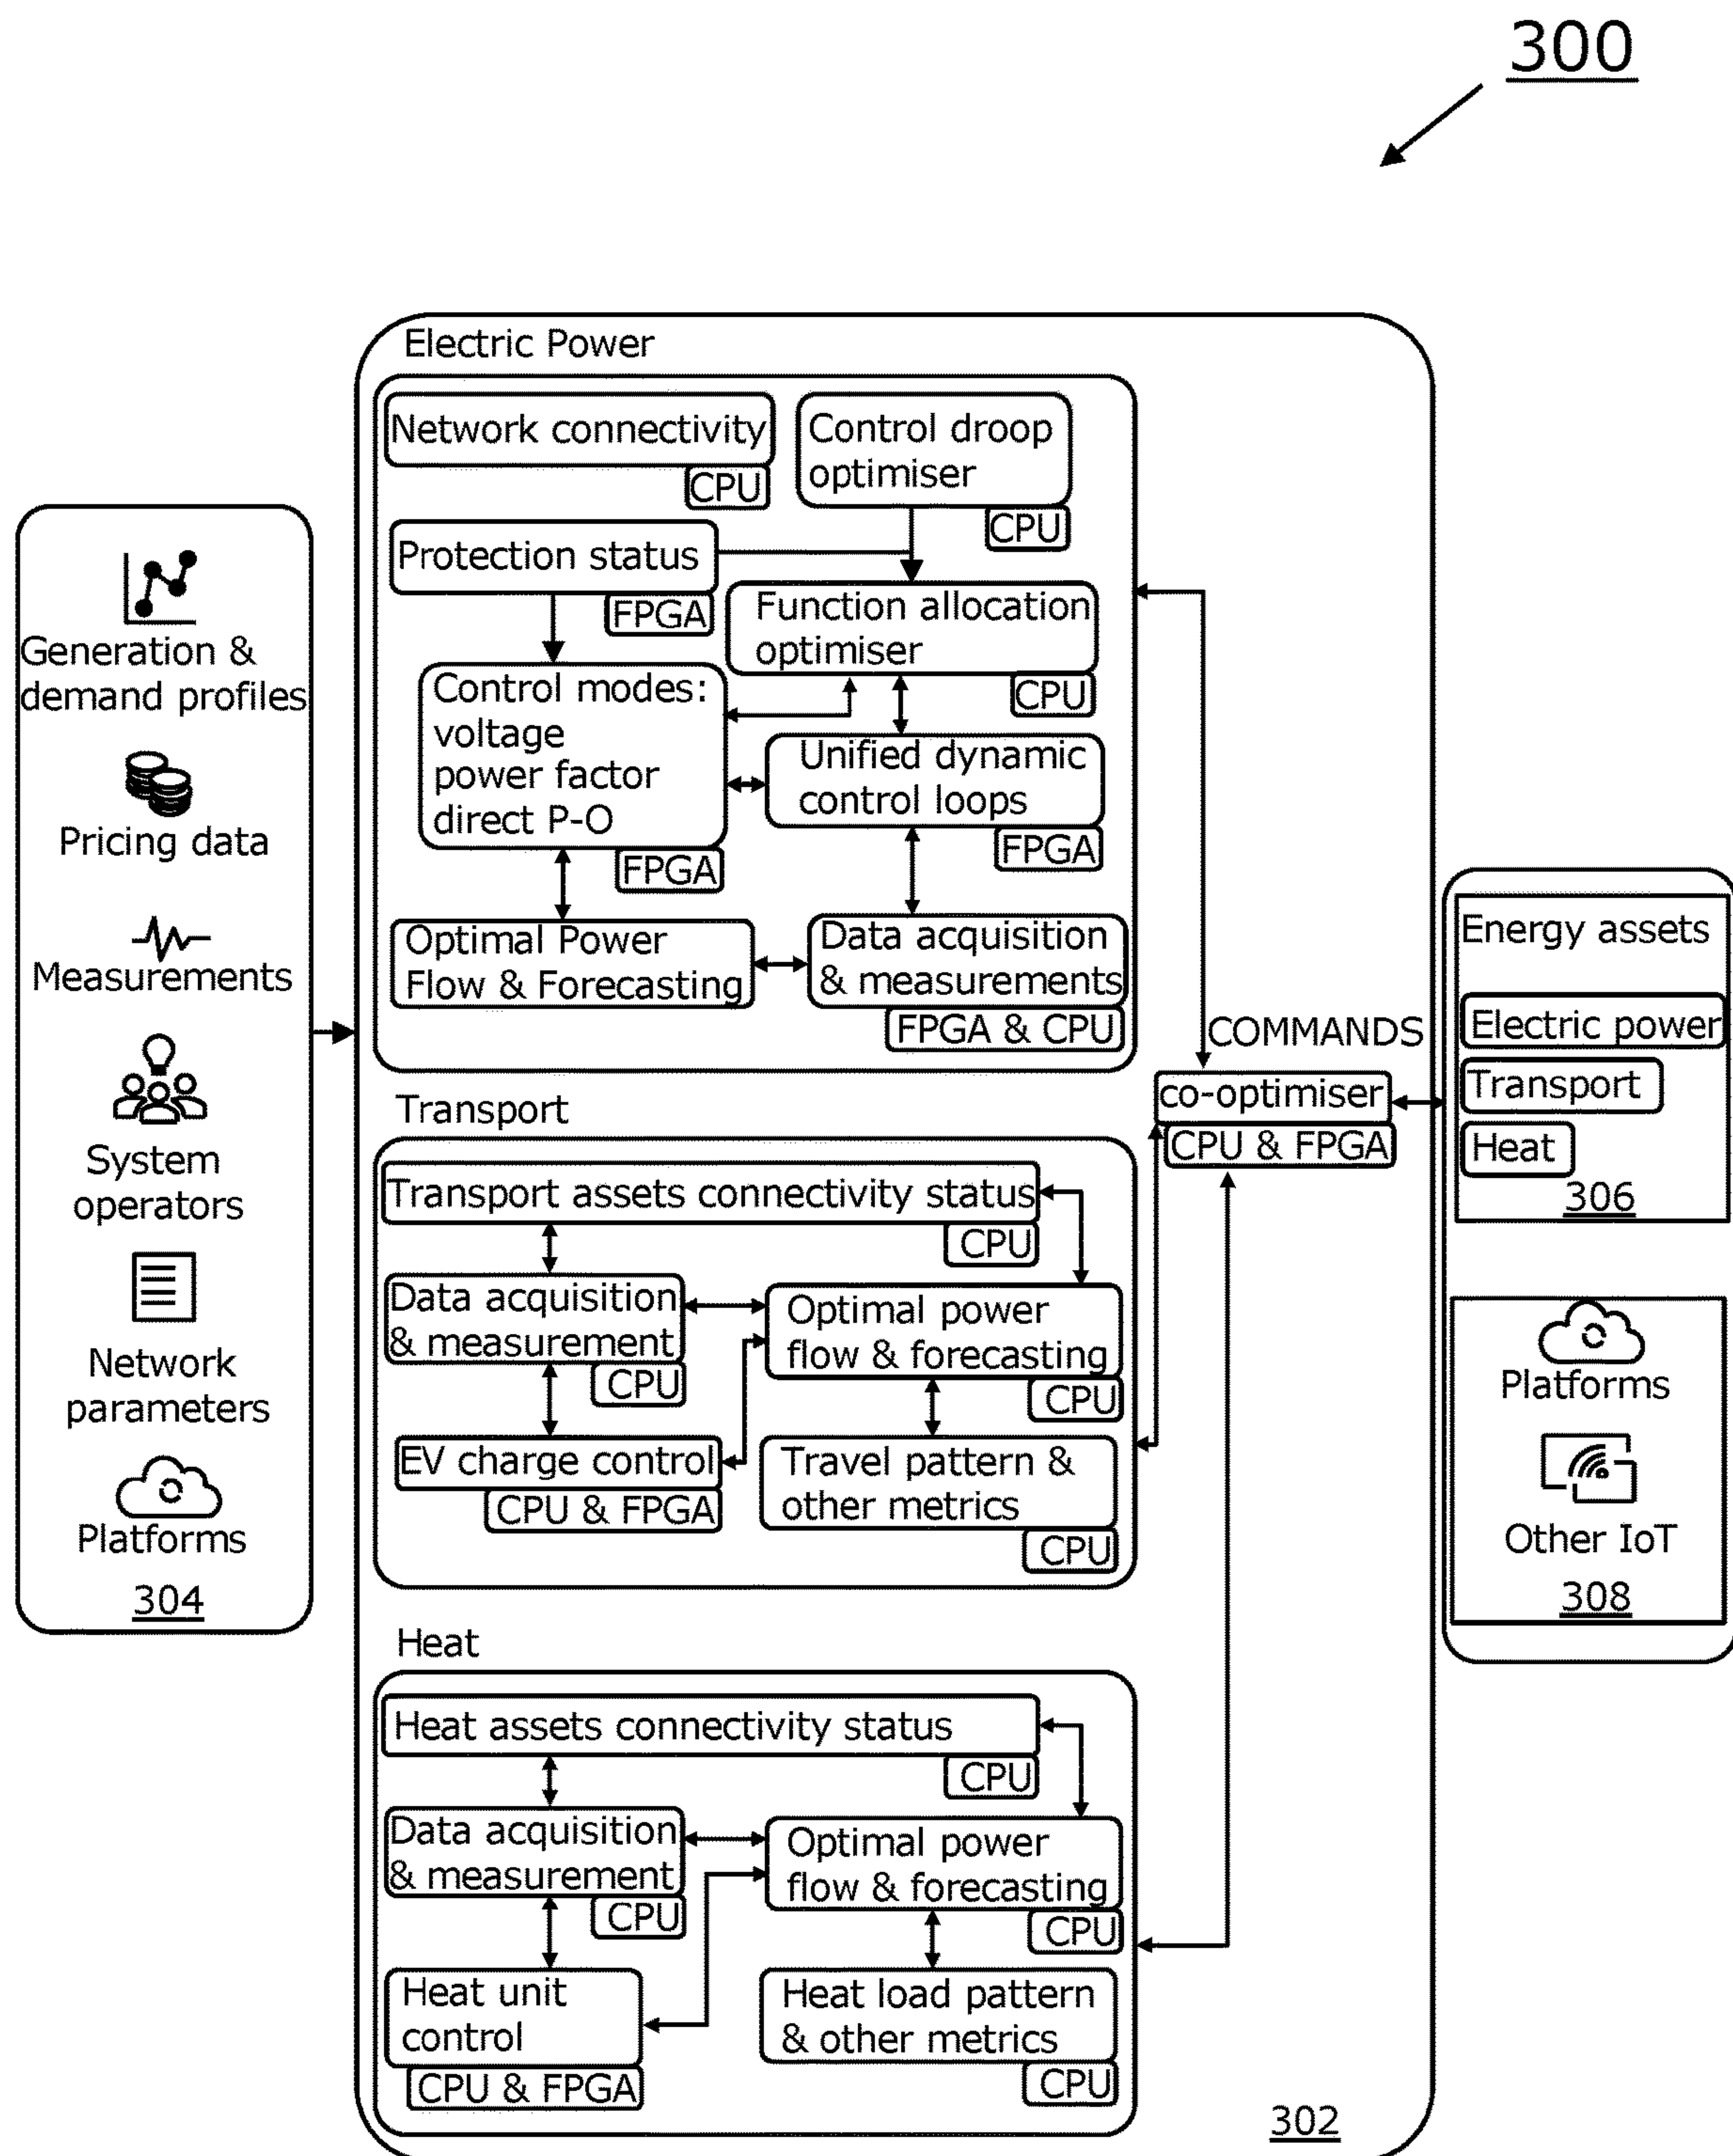 300
Generation &
demand profiles
Pricing data
Measurements
System
operators
Network
parameters
Platforms
304
Electric Power
Network connectivity
CPU
Control droop
optimiser
CPU
Protection status
FPGA
Function allocation
optimiser
CPU
Control modes:
voltage
power factor
direct P-O
FPGA
Unified dynamic
control loops
FPGA
Optimal Power
Flow & Forecasting
Data acquisition
& measurements
FPGA & CPU
Transport
Transport assets connectivity status
CPU
Data acquisition
& measurement
CPU
Optimal power
flow & forecasting
CPU
EV charge control
CPU & FPGA
Travel pattern &
other metrics
CPU
Heat
Heat assets connectivity status
CPU
Data acquisition
& measurement
CPU
Optimal power
flow & forecasting
CPU
Heat unit
control
CPU & FPGA
Heat load pattern
& other metrics
CPU
COMMANDS
co-optimiser
CPU & FPGA
302
Energy assets
Electric power
Transport
Heat
306
Platforms
Other IoT
308